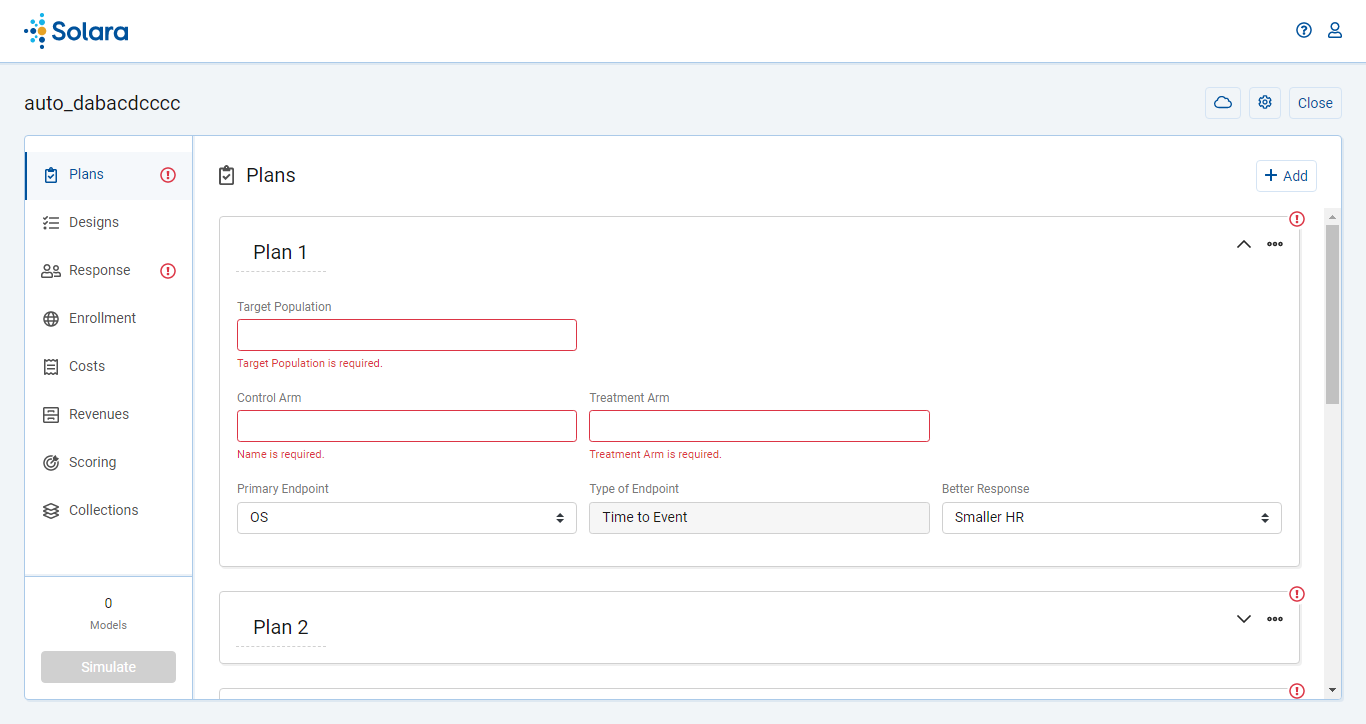 Solara
auto_dabacdcccc
Close
Plans
Designs
Response
Enrollment
Costs
Revenues
Scoring
Collections
0
Models
Simulate
Plans
Add
Plan 1
Target Population
Target Population is required.
Control Arm Treatment Arm
Name is required. Treatment Arm is required.
Primary Endpoint Type of Endpoint Better Response
OS Time to Event Smaller HR
Plan 2